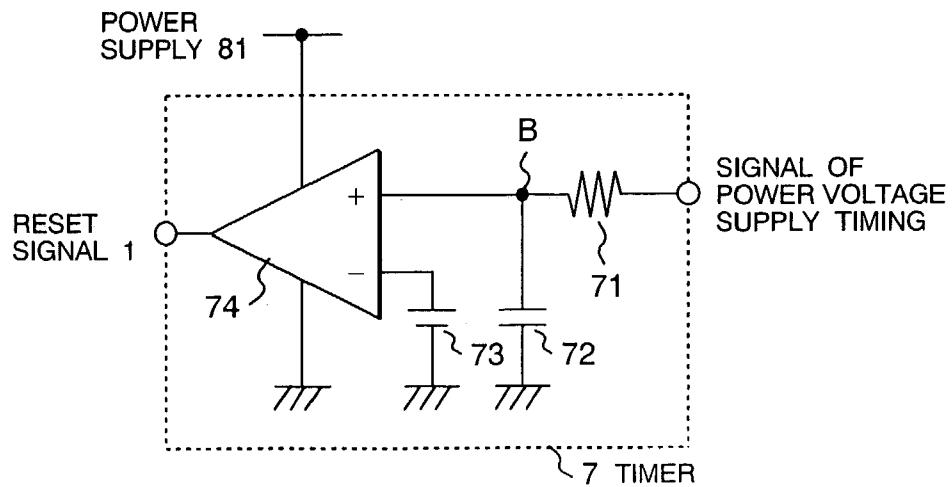 POWER
SUPPLY 81
B
SIGNAL OF
POWER VOLTAGE
SUPPLY TIMING
+
RESET
SIGNAL 1
71
−
74
73
72
7 TIMER